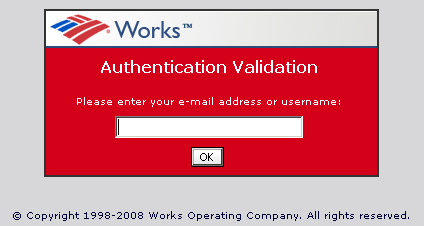 Works™
Authentication Validation
Please enter your e-mail address or username:
OK
© Copyright 1998-2008 Works Operating Company. All rights reserved.